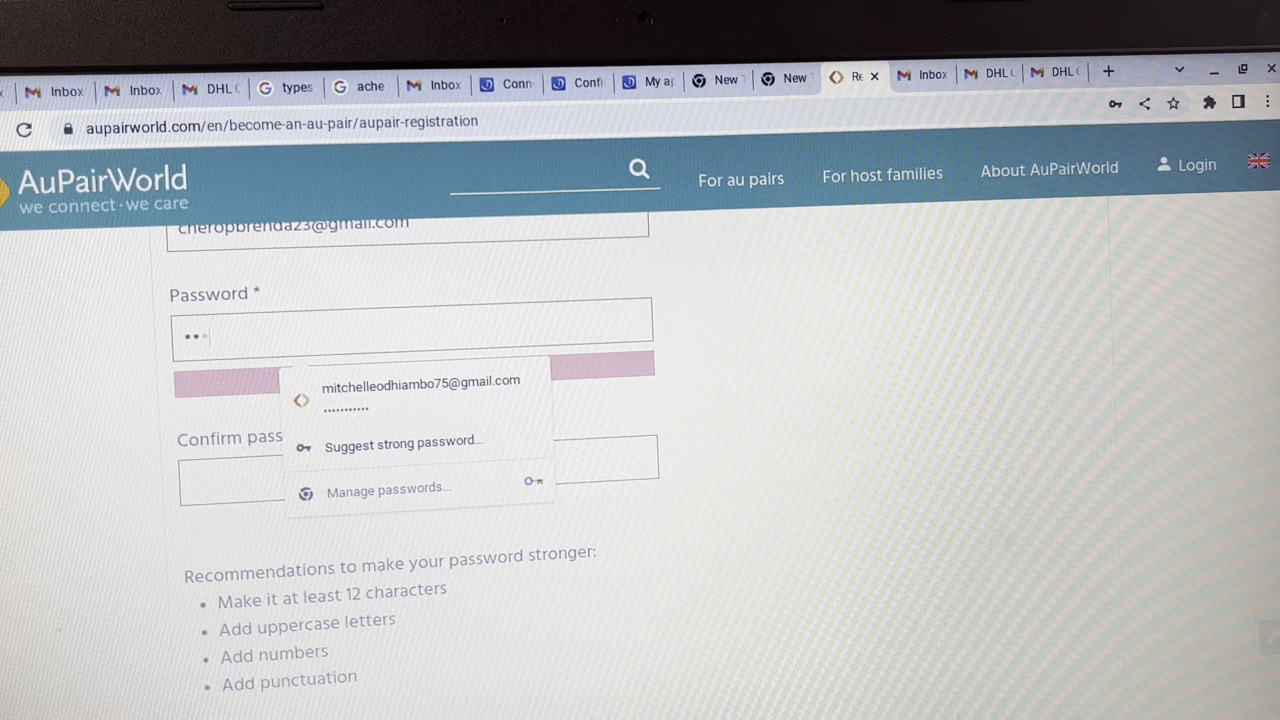 Inbox Inbox DHL types ache Inbox Conn Confi My ap New New Re Inbox DHL DHL
aupairworld.com/en/become-an-au-pair/aupair-registration
AuPairWorld
we connect·we care
For au pairs For host families About AuPairWorld Login
cheropbrenda23@gmail.com
Password *
mitchelleodhiambo75@gmail.com
Confirm pass
Suggest strong password...
Manage passwords...
Recommendations to make your password stronger:
• Make it at least 12 characters
• Add uppercase letters
• Add numbers
• Add punctuation